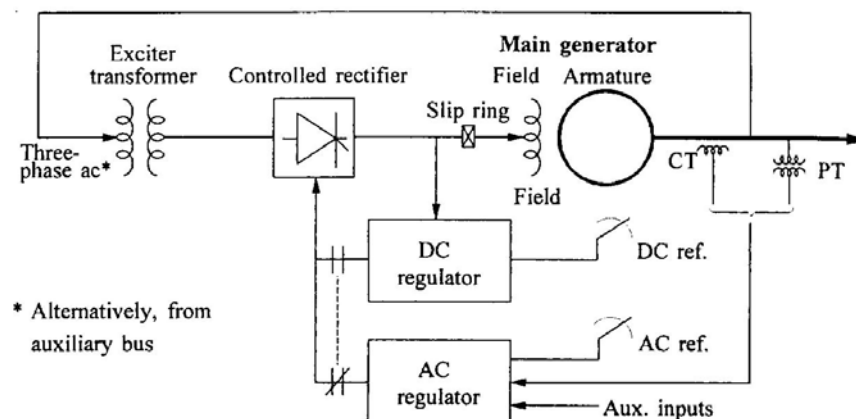 Main generator
Exciter
transformer
Controlled rectifier
Field
Armature
Slip ring
Three-
phase ac*
CT
PT
Field
DC
regulator
DC ref.
* Alternatively, from
auxiliary bus
AC
regulator
AC ref.
Aux. inputs